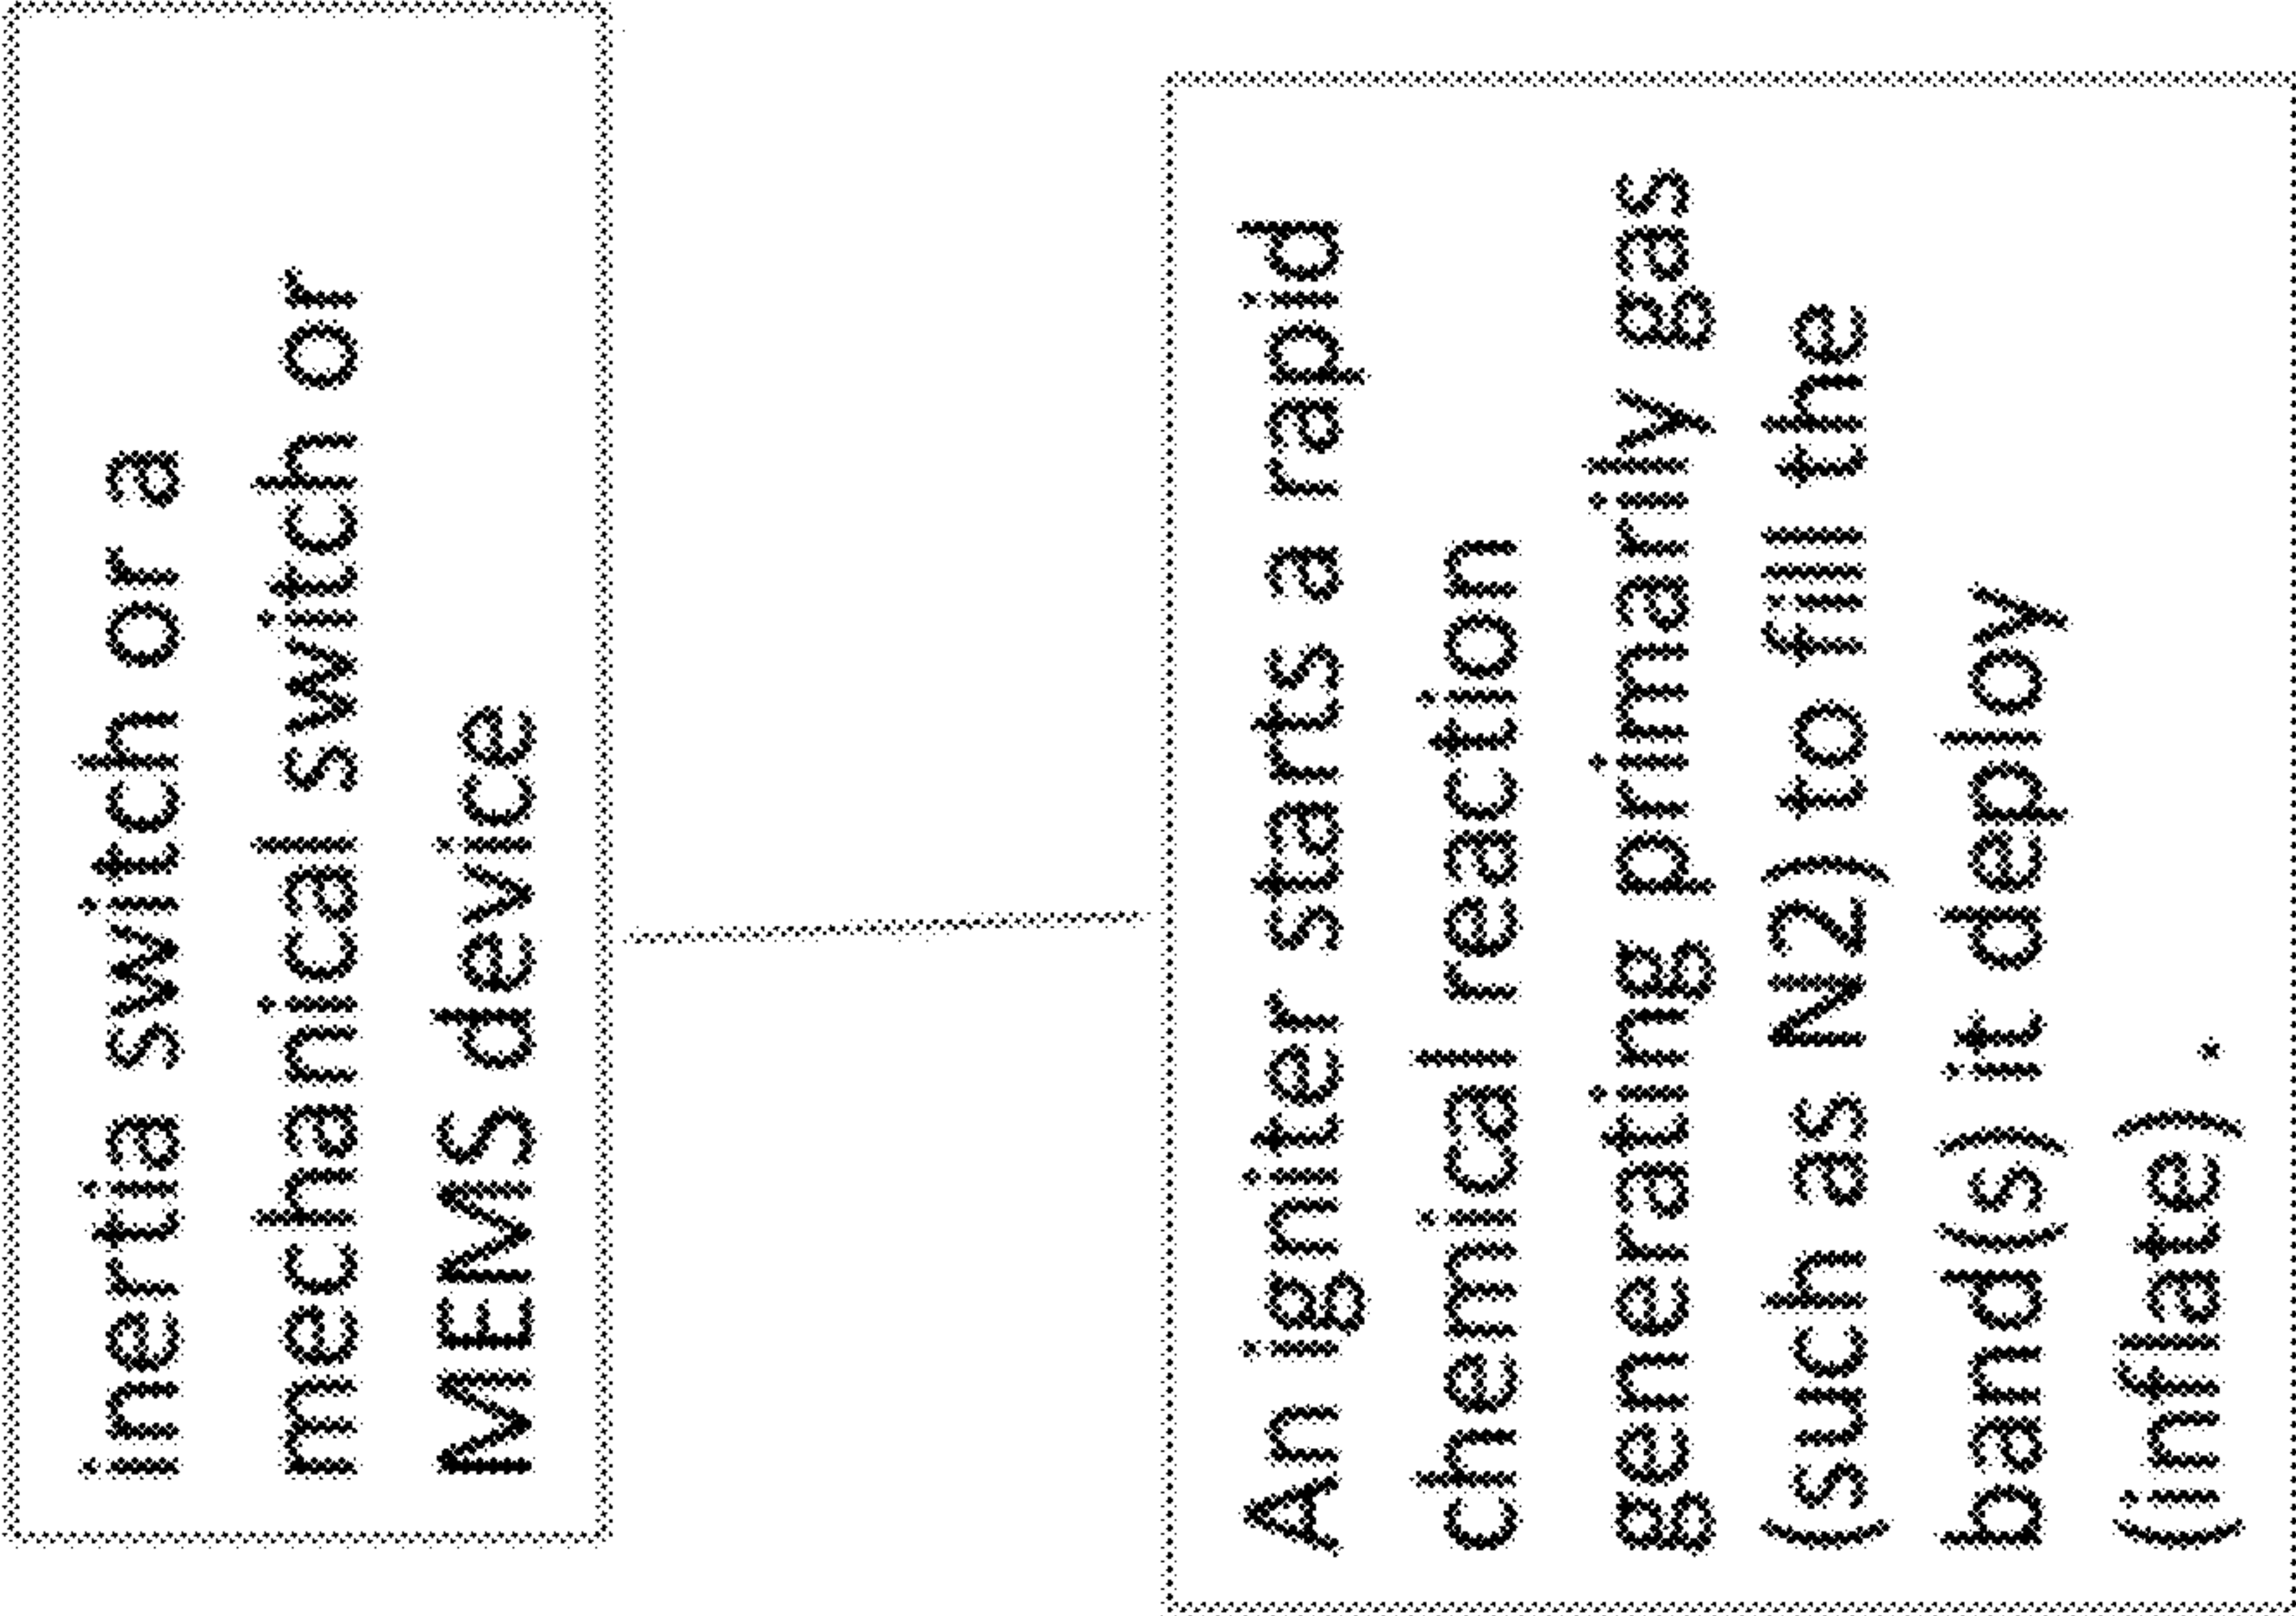 inertia switch or a
mechanical switch or
MEMS device
An igniter starts a rapid
chemical reaction
generating primarily gas
(such as N2) to fill the
band(s) it deploy
(inflate) .